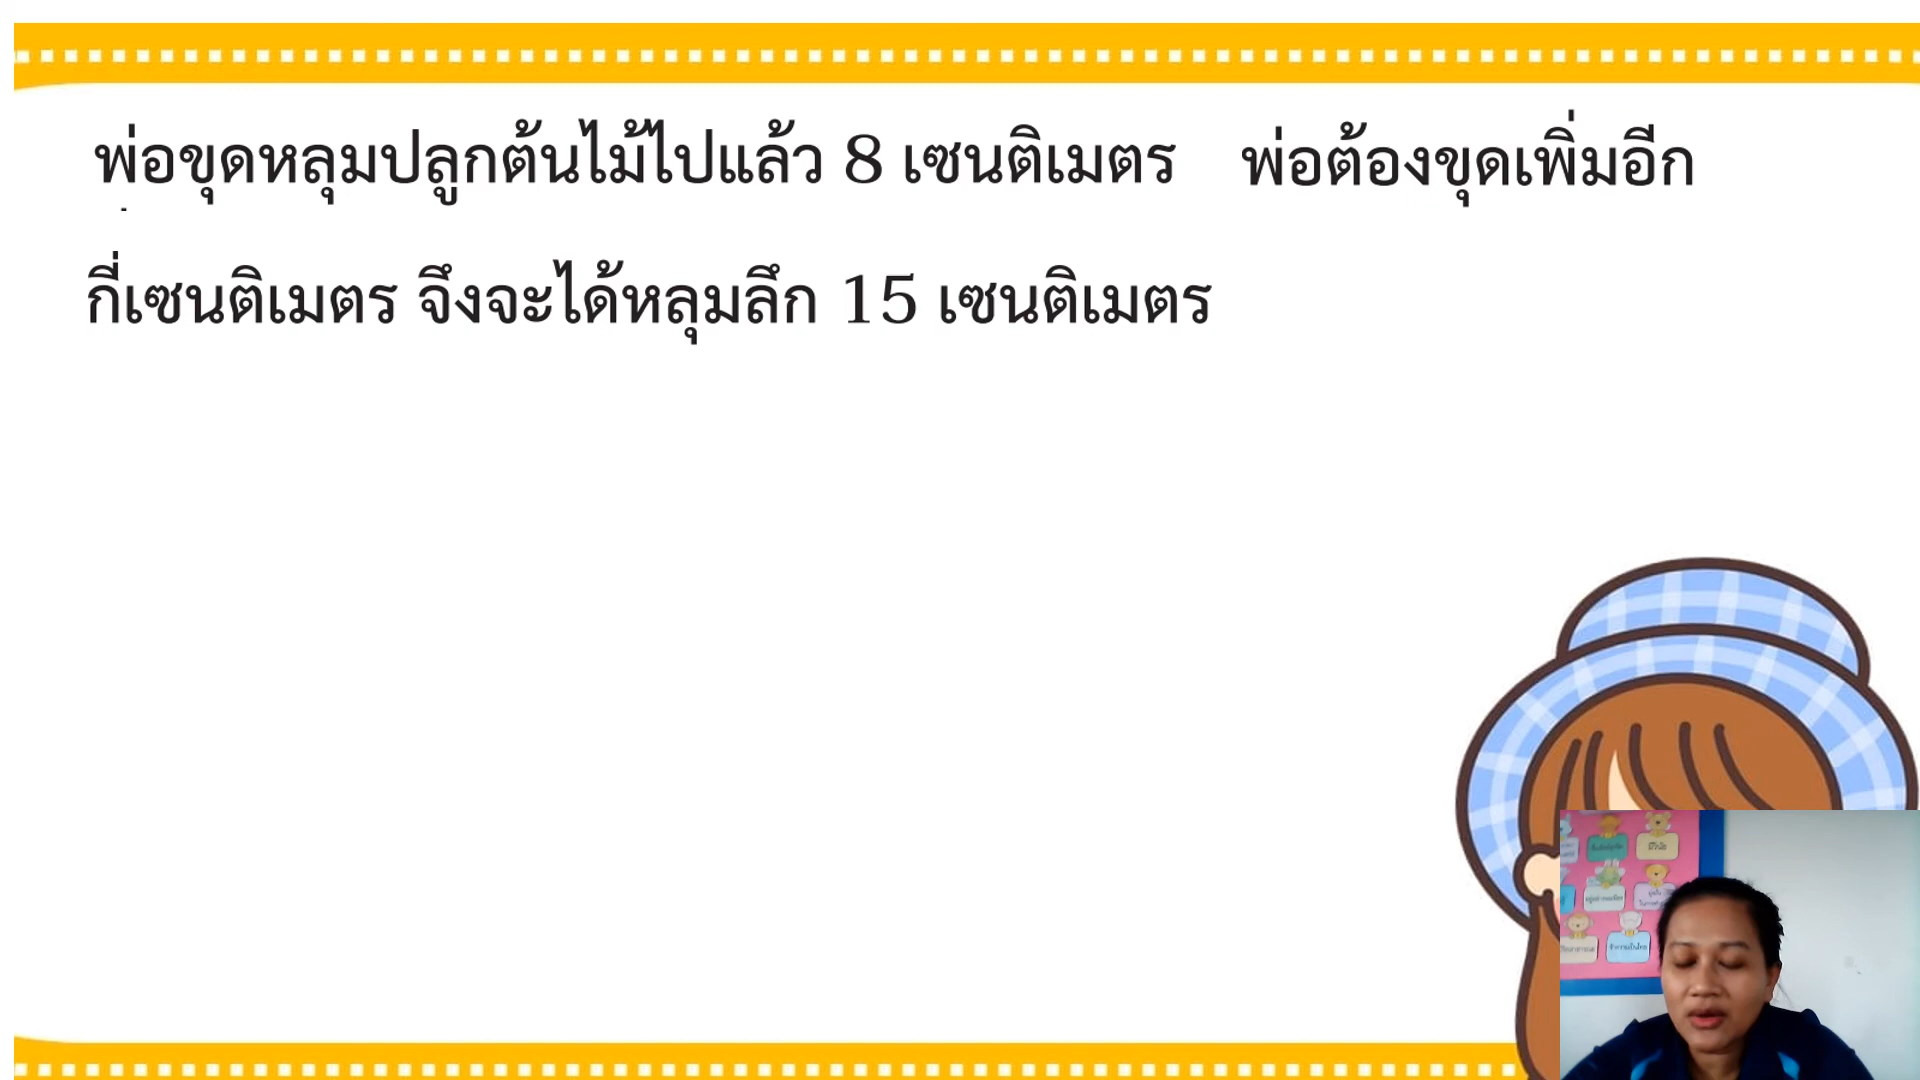 พ่อขุดหลุมปลูกต้นไม้ไปแล้ว 8 เซนติเมตร พ่อต้องขุดเพิ่มอีก
กี่เซนติเมตร จึงจะได้หลุมลึก 15 เซนติเมตร